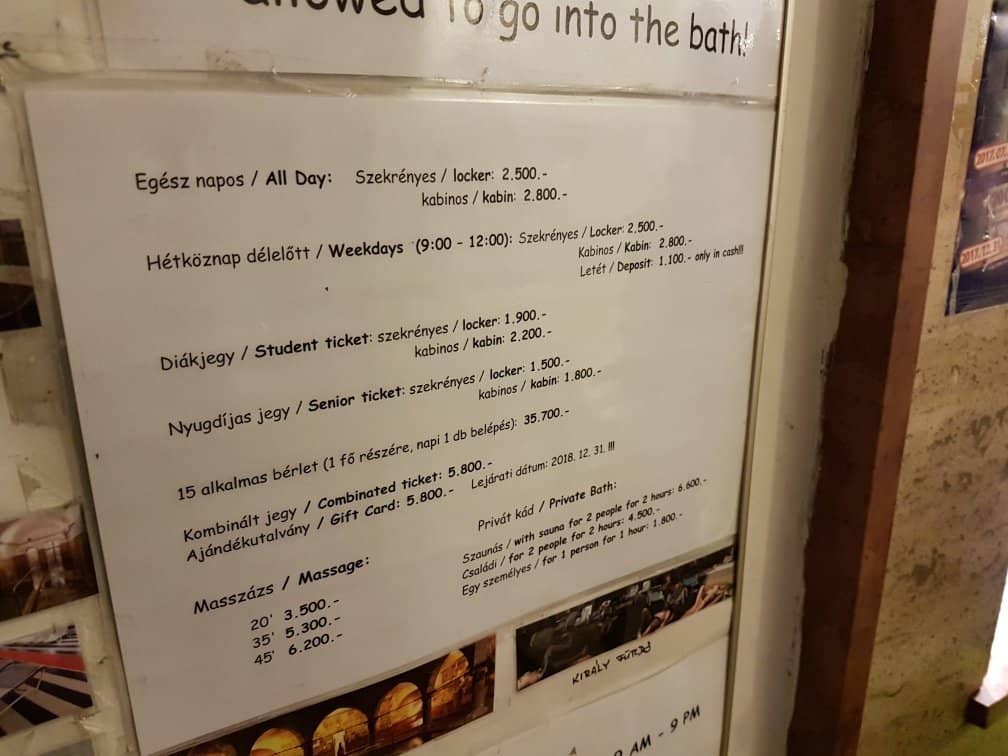 allowed To go into the bath!
Egész napos / All Day: Szekrényes / locker: 2.500.-
kabinos / kabin: 2.800.-
Hétköznap délelőtt / Weekdays (9:00 - 12:00): Szekrényes / Locker: 2.500.-
Kabinos / Kabin: 2.800.-
Letét / Deposit: 1.100.- only in cash!!!
Diákjegy / Student ticket: szekrényes / locker: 1.900.-
kabinos / kabin: 2.200.-
Nyugdíjas jegy / Senior ticket: szekrényes / locker: 1.500.-
kabinos / kabin: 1.800.-
15 alkalmas bérlet (1 fő részére, napi 1 db belépés): 35.700.-
Kombinált jegy / Combinated ticket: 5.800.-
Ajándékutalvány / Gift Card: 5.800.- Lejárati dátum: 2018. 12. 31. !!!
Privát kád / Private Bath:
Szaunás / with sauna for 2 people for 2 hours: 6.600.-
Családi / for 2 people for 2 hours: 4.500.-
Egy személyes / for 1 person for 1 hour: 1.800.-
Masszázs / Massage:
20' 3.500.-
35' 5.300.-
45' 6.200.-
KIRÁLY FÜRDŐ
AM - 9 PM